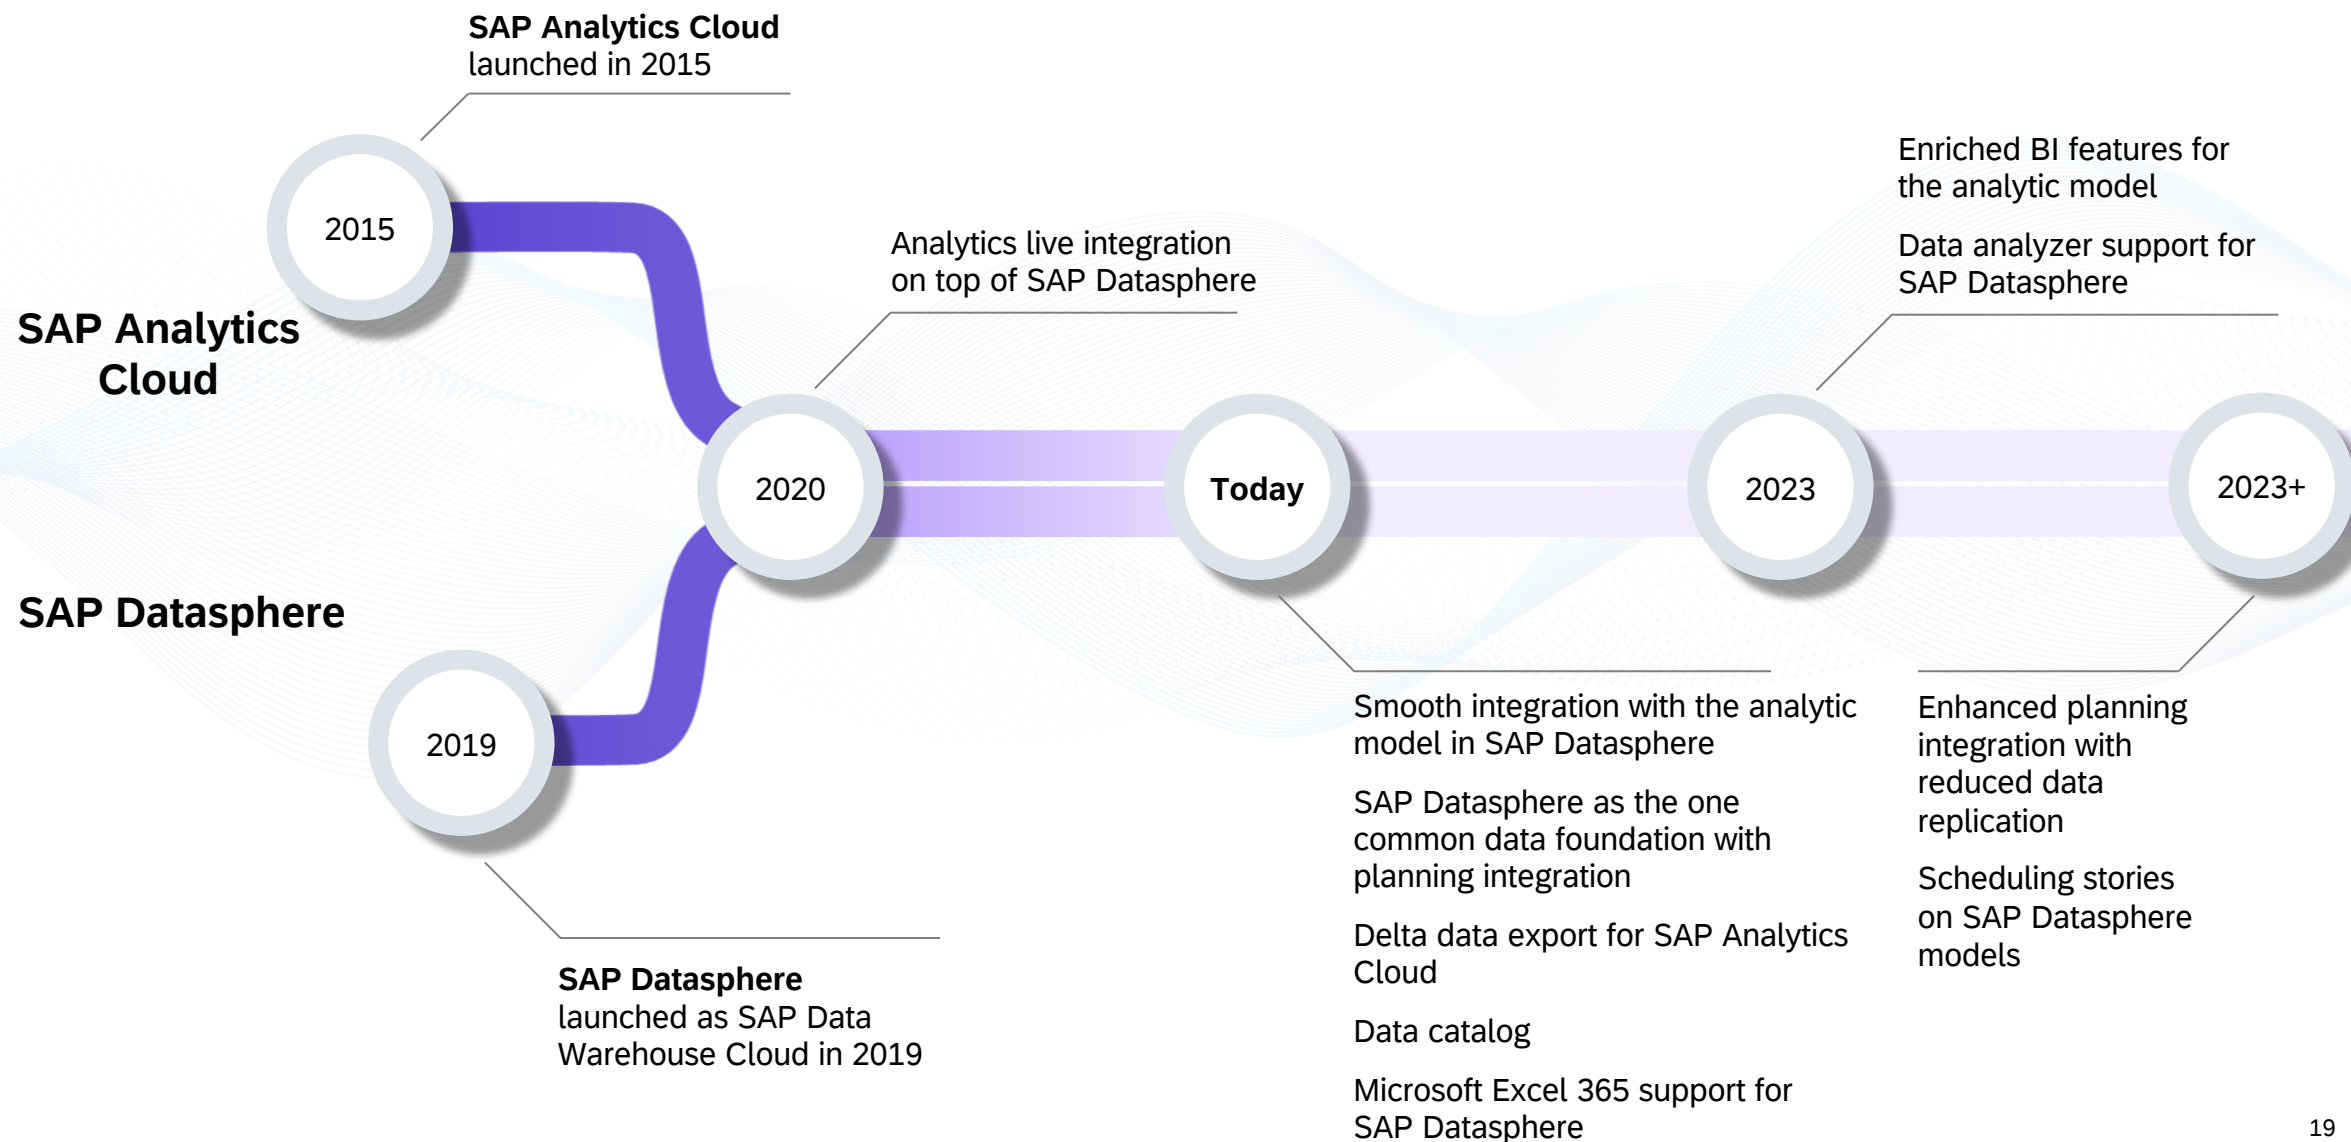 SAP Analytics Cloud
launched in 2015
2015
SAP Analytics
Cloud
SAP Datasphere
2019
SAP Datasphere
launched as SAP Data
Warehouse Cloud in 2019
Analytics live integration
on top of SAP Datasphere
2020
Today
Smooth integration with the analytic
model in SAP Datasphere
SAP Datasphere as the one
common data foundation with
planning integration
Delta data export for SAP Analytics
Cloud
Data catalog
Microsoft Excel 365 support for
SAP Datasphere
Enriched BI features for
the analytic model
Data analyzer support for
SAP Datasphere
2023
2023+
Enhanced planning
integration with
reduced data
replication
Scheduling stories
on SAP Datasphere
models
19